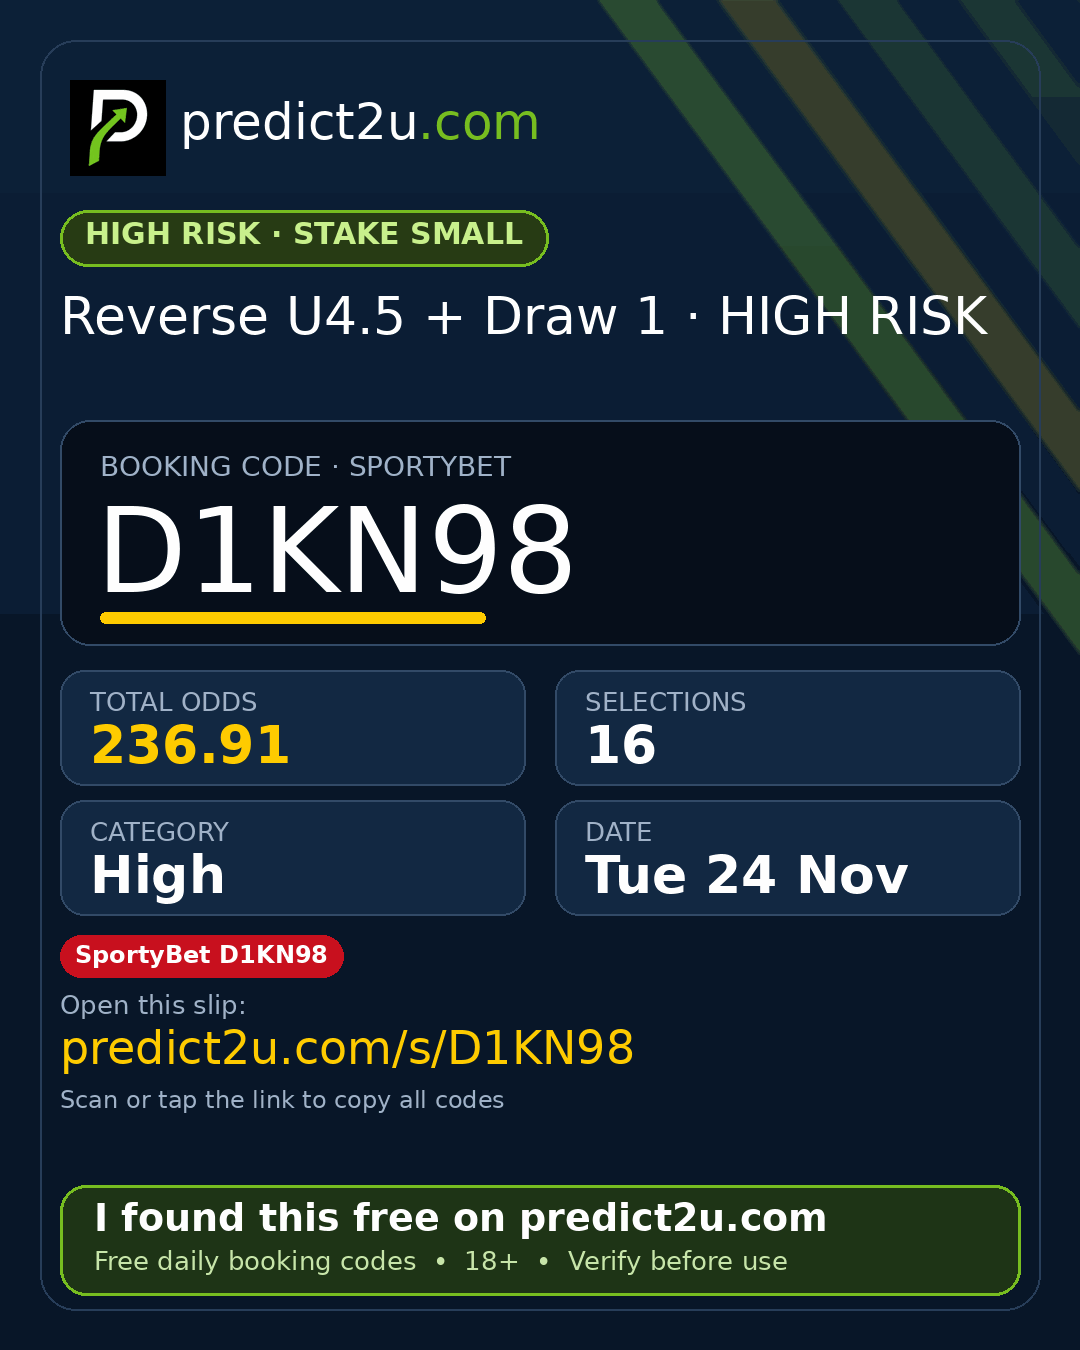 predict2u.com
HIGH RISK · STAKE SMALL
Reverse U4.5 + Draw 1 · HIGH RISK
BOOKING CODE · SPORTYBET
D1KN98
TOTAL ODDS
236.91
SELECTIONS
16
CATEGORY
High
DATE
Tue 24 Nov
SportyBet D1KN98
Open this slip:
predict2u.com/s/D1KN98
Scan or tap the link to copy all codes
I found this free on predict2u.com
Free daily booking codes • 18+ • Verify before use